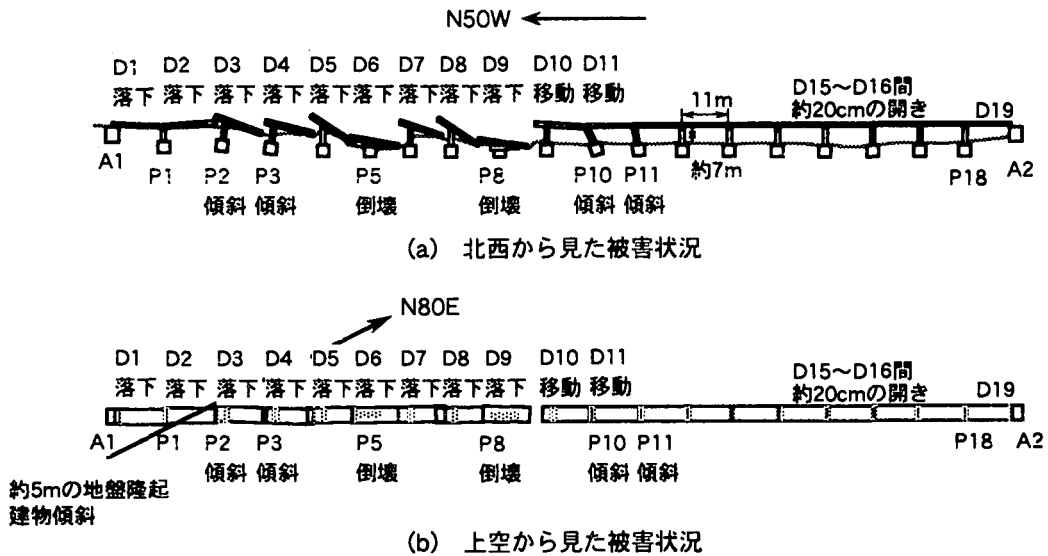 N50W
D1 D2 D3 D4 D5 D6 D7 D8 D9 D10 D11
落下 落下 落下 落下 落下 落下 落下 落下 落下 移動 移動
D15～D16間
約20cmの開き
D19
11m
約7m
A1 P1 P2 P3 P5 P8 P10 P11 P18 A2
傾斜 傾斜 倒壊 倒壊 傾斜 傾斜
(a) 北西から見た被害状況
N80E
D1 D2 D3 D4 D5 D6 D7 D8 D9 D10 D11
落下 落下 落下 落下 落下 落下 落下 落下 落下 移動 移動
D15～D16間
約20cmの開き
D19
A1 P1 P2 P3 P5 P8 P10 P11 P18 A2
傾斜 傾斜 倒壊 倒壊 傾斜 傾斜
約5mの地盤隆起
建物傾斜
(b) 上空から見た被害状況